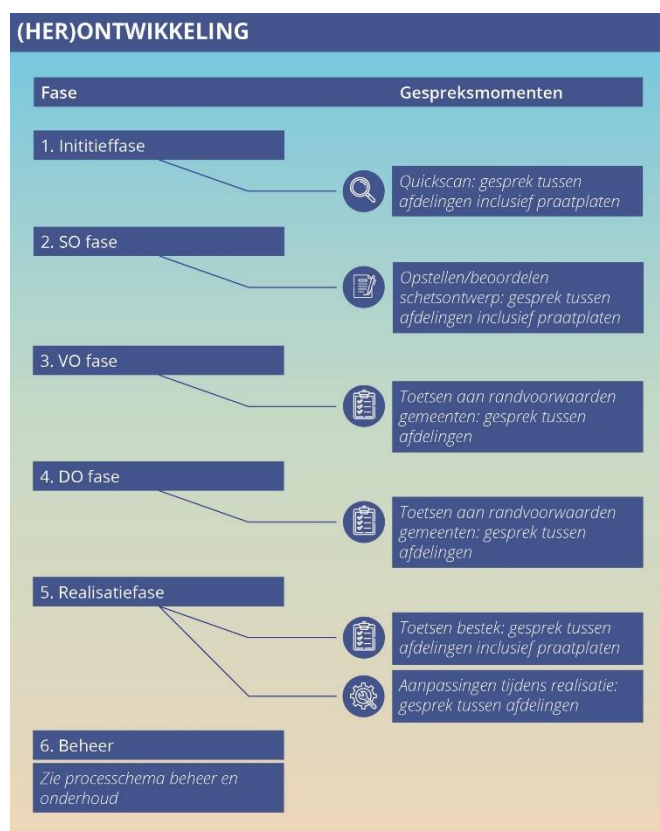 (HER)ONTWIKKELING
Fase
Gespreksmomenten
1. Inititieffase
Quickscan: gesprek tussen
afdelingen inclusief praatplaten
2. SO fase
Opstellen/beoordelen
schetsontwerp: gesprek tussen
afdelingen inclusief praatplaten
3. VO fase
Toetsen aan randvoorwaarden
gemeenten: gesprek tussen
afdelingen
4. DO fase
Toetsen aan randvoorwaarden
gemeenten: gesprek tussen
afdelingen
5. Realisatiefase
Toetsen bestek: gesprek tussen
afdelingen inclusief praatplaten
Aanpassingen tijdens realisatie:
gesprek tussen afdelingen
6. Beheer
Zie processchema beheer en
onderhoud